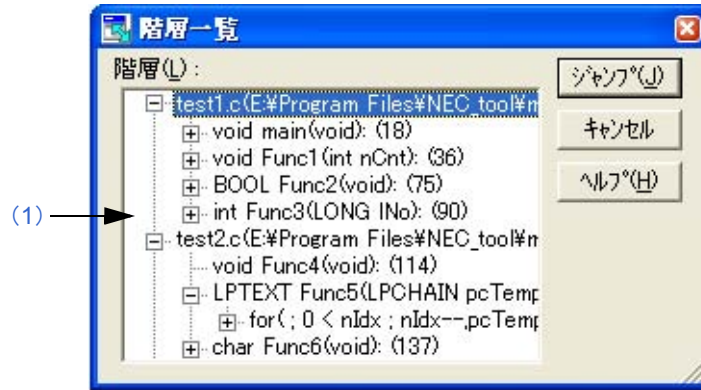 階層一覧
階層(L):
test1.c(E:¥Program Files¥NEC_tool¥m
void main(void): (18)
void Func1(int nCnt): (36)
BOOL Func2(void): (75)
int Func3(LONG lNo): (90)
test2.c(E:¥Program Files¥NEC_tool¥m
void Func4(void): (114)
LPTEXT Func5(LPCHAIN pcTemp
for( ; 0 < nIdx ; nIdx--,pcTemp
char Func6(void): (137)
ジャンプ(J)
キャンセル
ヘルプ(H)
(1)